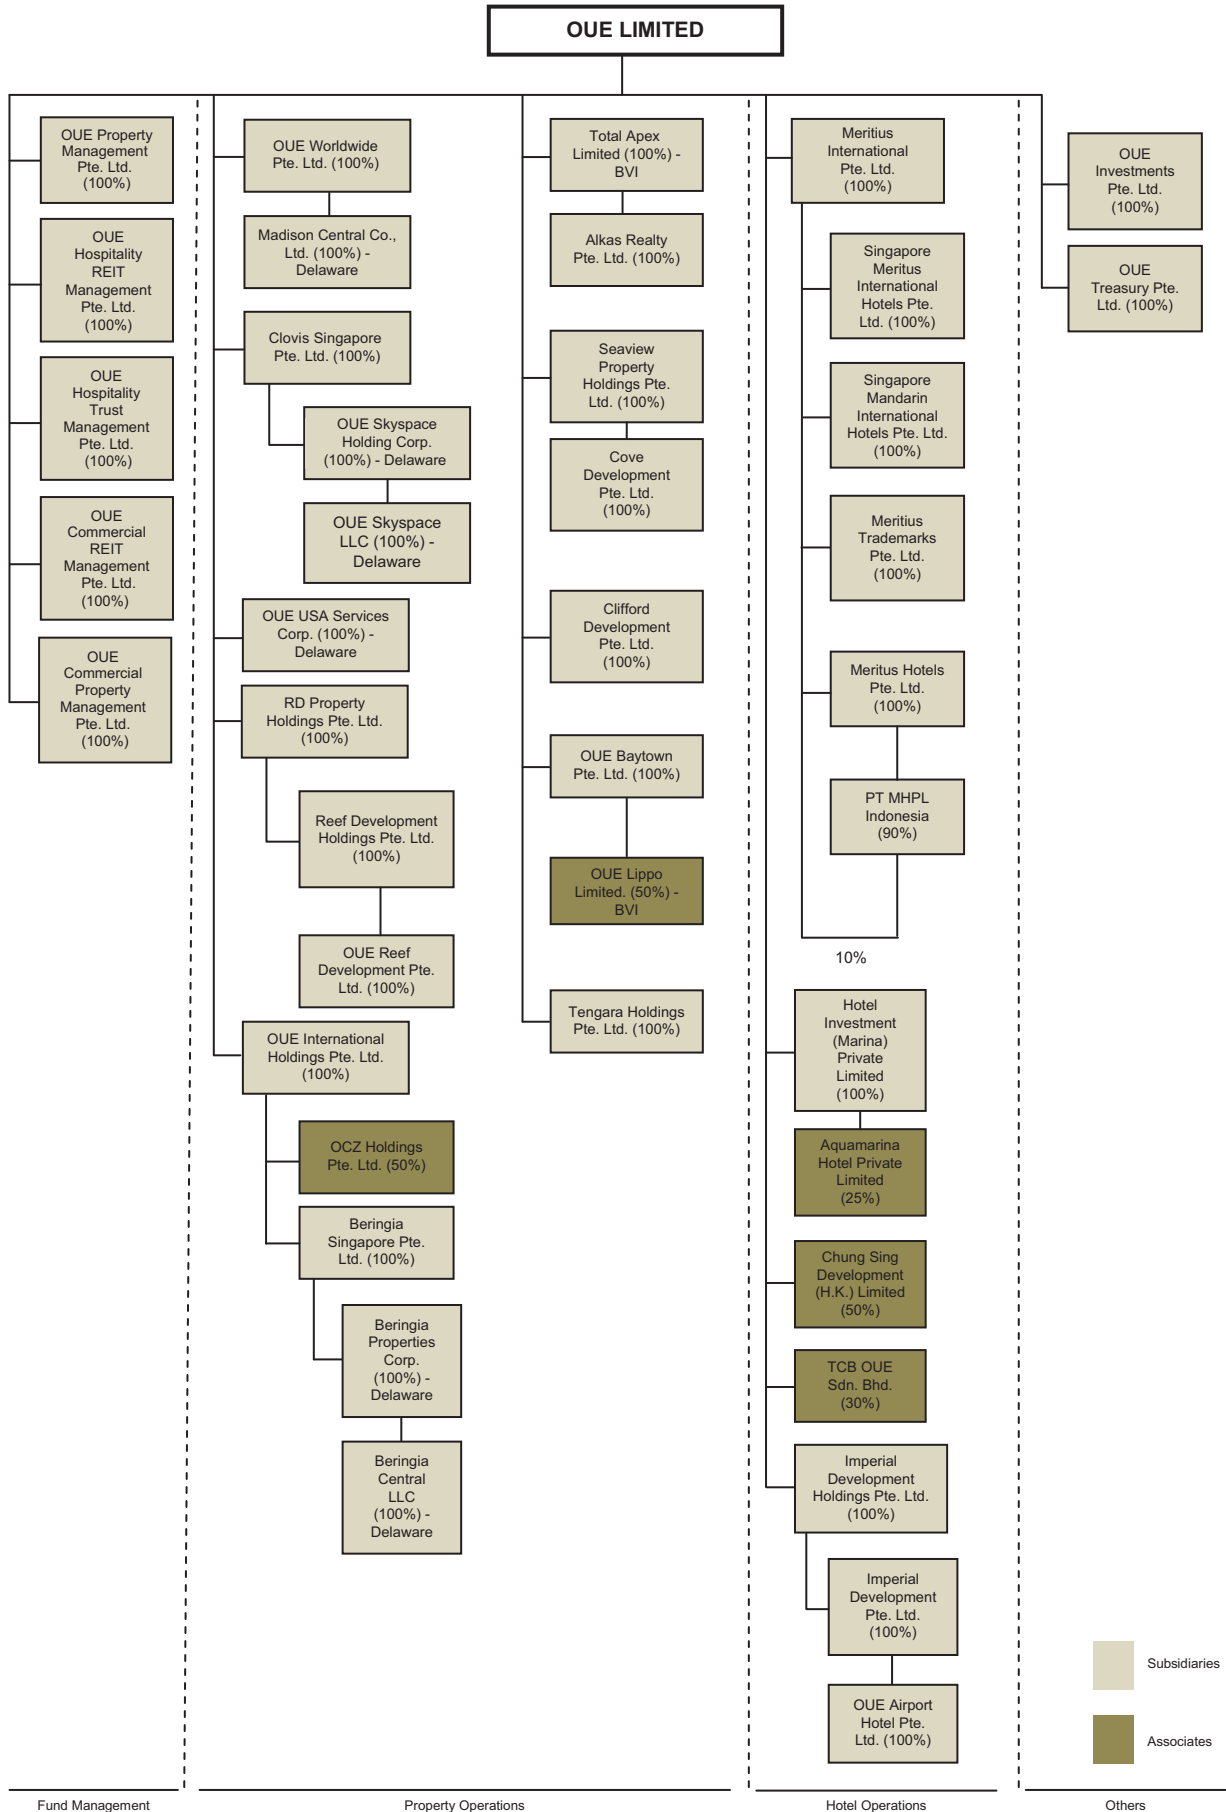 OUE LIMITED
OUE Property
Management
Pte. Ltd.
(100%)
OUE
Hospitality
REIT
Management
Pte. Ltd.
(100%)
OUE
Hospitality
Trust
Management
Pte. Ltd.
(100%)
OUE
Commercial
REIT
Management
Pte. Ltd.
(100%)
OUE
Commercial
Property
Management
Pte. Ltd.
(100%)
OUE Worldwide
Pte. Ltd. (100%)
Madison Central Co.,
Ltd. (100%) -
Delaware
Clovis Singapore
Pte. Ltd. (100%)
OUE Skyspace
Holding Corp.
(100%) - Delaware
OUE Skyspace
LLC (100%) -
Delaware
OUE USA Services
Corp. (100%) -
Delaware
RD Property
Holdings Pte. Ltd.
(100%)
Reef Development
Holdings Pte. Ltd.
(100%)
OUE Reef
Development Pte.
Ltd. (100%)
OUE International
Holdings Pte. Ltd.
(100%)
OCZ Holdings
Pte. Ltd. (50%)
Beringia
Singapore Pte.
Ltd. (100%)
Beringia
Properties
Corp.
(100%) -
Delaware
Beringia
Central
LLC
(100%) -
Delaware
Total Apex
Limited (100%) -
BVI
Alkas Realty
Pte. Ltd. (100%)
Seaview
Property
Holdings Pte.
Ltd. (100%)
Cove
Development
Pte. Ltd.
(100%)
Clifford
Development
Pte. Ltd.
(100%)
OUE Baytown
Pte. Ltd. (100%)
OUE Lippo
Limited. (50%) -
BVI
Tengara Holdings
Pte. Ltd. (100%)
Meritius
International
Pte. Ltd.
(100%)
Singapore
Meritus
International
Hotels Pte.
Ltd. (100%)
Singapore
Mandarin
International
Hotels Pte. Ltd.
(100%)
Meritius
Trademarks
Pte. Ltd.
(100%)
Meritus Hotels
Pte. Ltd.
(100%)
PT MHPL
Indonesia
(90%)
10%
Hotel
Investment
(Marina)
Private
Limited
(100%)
Aquamarina
Hotel Private
Limited
(25%)
Chung Sing
Development
(H.K.) Limited
(50%)
TCB OUE
Sdn. Bhd.
(30%)
Imperial
Development
Holdings Pte. Ltd.
(100%)
Imperial
Development
Pte. Ltd.
(100%)
OUE Airport
Hotel Pte.
Ltd. (100%)
OUE
Investments
Pte. Ltd.
(100%)
OUE
Treasury Pte.
Ltd. (100%)
Subsidiaries
Associates
Fund Management
Property Operations
Hotel Operations
Others